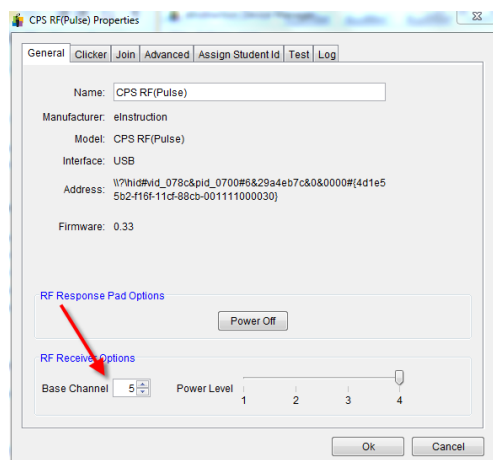 CPS RF(Pulse) Properties
General Clicker Join Advanced Assign Student Id Test Log
Name: CPS RF(Pulse)
Manufacturer: eInstruction
Model: CPS RF(Pulse)
Interface: USB
Address: \\?\hid#vid_078c&pid_0700#6&29a4eb7c&0&0000#{4d1e5
5b2-f16f-11cf-88cb-001111000030}
Firmware: 0.33
RF Response Pad Options
Power Off
RF Receiver Options
Base Channel 5 Power Level
1 2 3 4
Ok Cancel